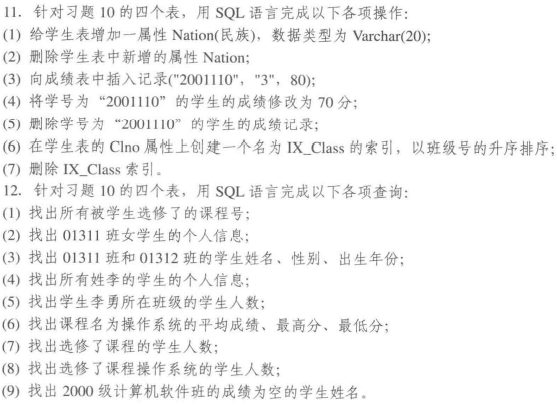 11. 针对习题 10 的四个表，用 SQL 语言完成以下各项操作：
(1) 给学生表增加一属性 Nation(民族)，数据类型为 Varchar(20);
(2) 删除学生表中新增的属性 Nation;
(3) 向成绩表中插入记录("2001110"，"3"，80);
(4) 将学号为“2001110”的学生的成绩修改为 70 分；
(5) 删除学号为“2001110”的学生的成绩记录；
(6) 在学生表的 Clno 属性上创建一个名为 IX_Class 的索引，以班级号的升序排序；
(7) 删除 IX_Class 索引。
12. 针对习题 10 的四个表，用 SQL 语言完成以下各项查询：
(1) 找出所有被学生选修了的课程号；
(2) 找出 01311 班女学生的个人信息；
(3) 找出 01311 班和 01312 班的学生姓名、性别、出生年份；
(4) 找出所有姓李的学生的个人信息；
(5) 找出学生李勇所在班级的学生人数；
(6) 找出课程名为操作系统的平均成绩、最高分、最低分；
(7) 找出选修了课程的学生人数；
(8) 找出选修了课程操作系统的学生人数；
(9) 找出 2000 级计算机软件班的成绩为空的学生姓名。